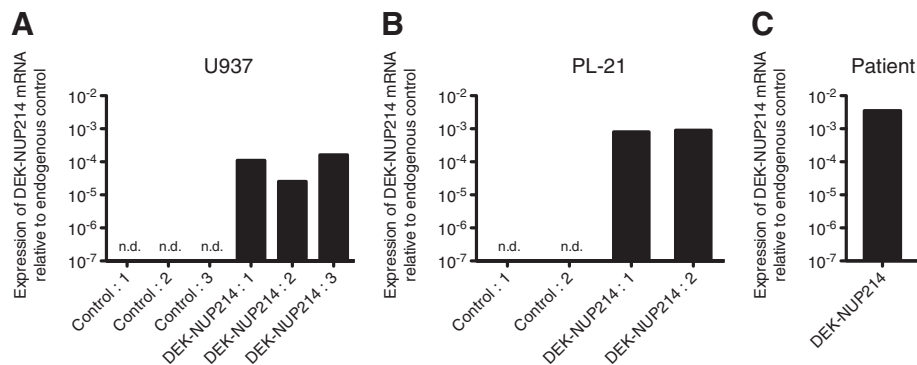 A
U937
Expression of DEK-NUP214 mRNA
relative to endogenous control
10-2
10-3
10-4
10-5
10-6
10-7
n.d.
n.d.
n.d.
Control : 1
Control : 2
Control : 3
DEK-NUP214 : 1
DEK-NUP214 : 2
DEK-NUP214 : 3
B
PL-21
Expression of DEK-NUP214 mRNA
relative to endogenous control
10-2
10-3
10-4
10-5
10-6
10-7
n.d.
n.d.
Control : 1
Control : 2
DEK-NUP214 : 1
DEK-NUP214 : 2
C
Patient
Expression of DEK-NUP214 mRNA
relative to endogenous control
10-2
10-3
10-4
10-5
10-6
10-7
DEK-NUP214